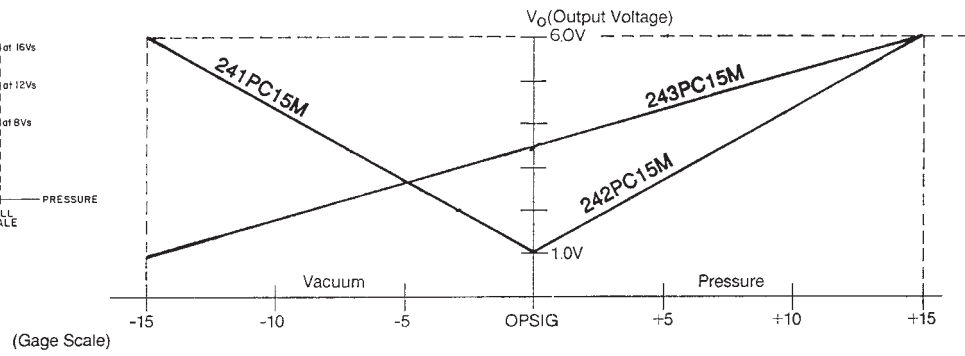 Vo(Output Voltage)
at 16Vs
6.0V
241PC15M
243PC15M
at 12Vs
at 8Vs
242PC15M
PRESSURE
LL
ALE
1.0V
Vacuum
Pressure
-15
-10
-5
OPSIG
+5
+10
+15
(Gage Scale)